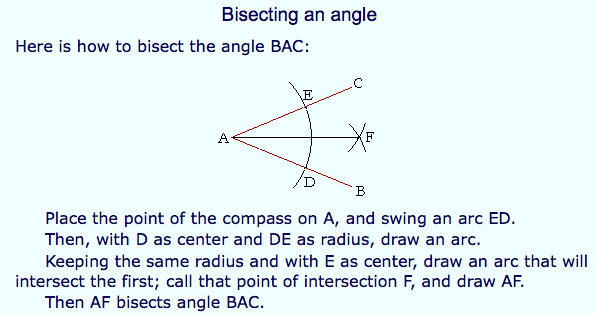 Bisecting an angle
Here is how to bisect the angle BAC:
C
E
A
F
D
B
Place the point of the compass on A, and swing an arc ED.
Then, with D as center and DE as radius, draw an arc.
Keeping the same radius and with E as center, draw an arc that will
intersect the first; call that point of intersection F, and draw AF.
Then AF bisects angle BAC.